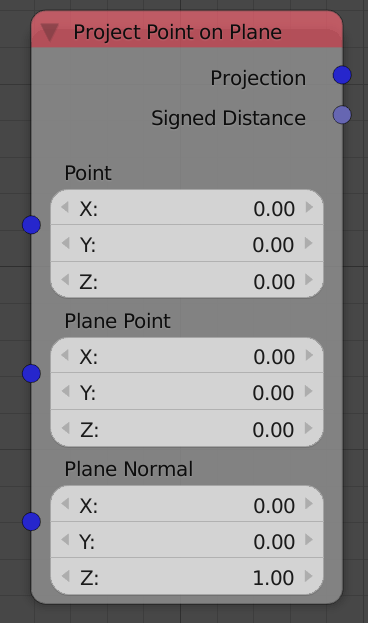 Project Point on Plane
Projection
Signed Distance
Point
X: 0.00
Y: 0.00
Z: 0.00
Plane Point
X: 0.00
Y: 0.00
Z: 0.00
Plane Normal
X: 0.00
Y: 0.00
Z: 1.00